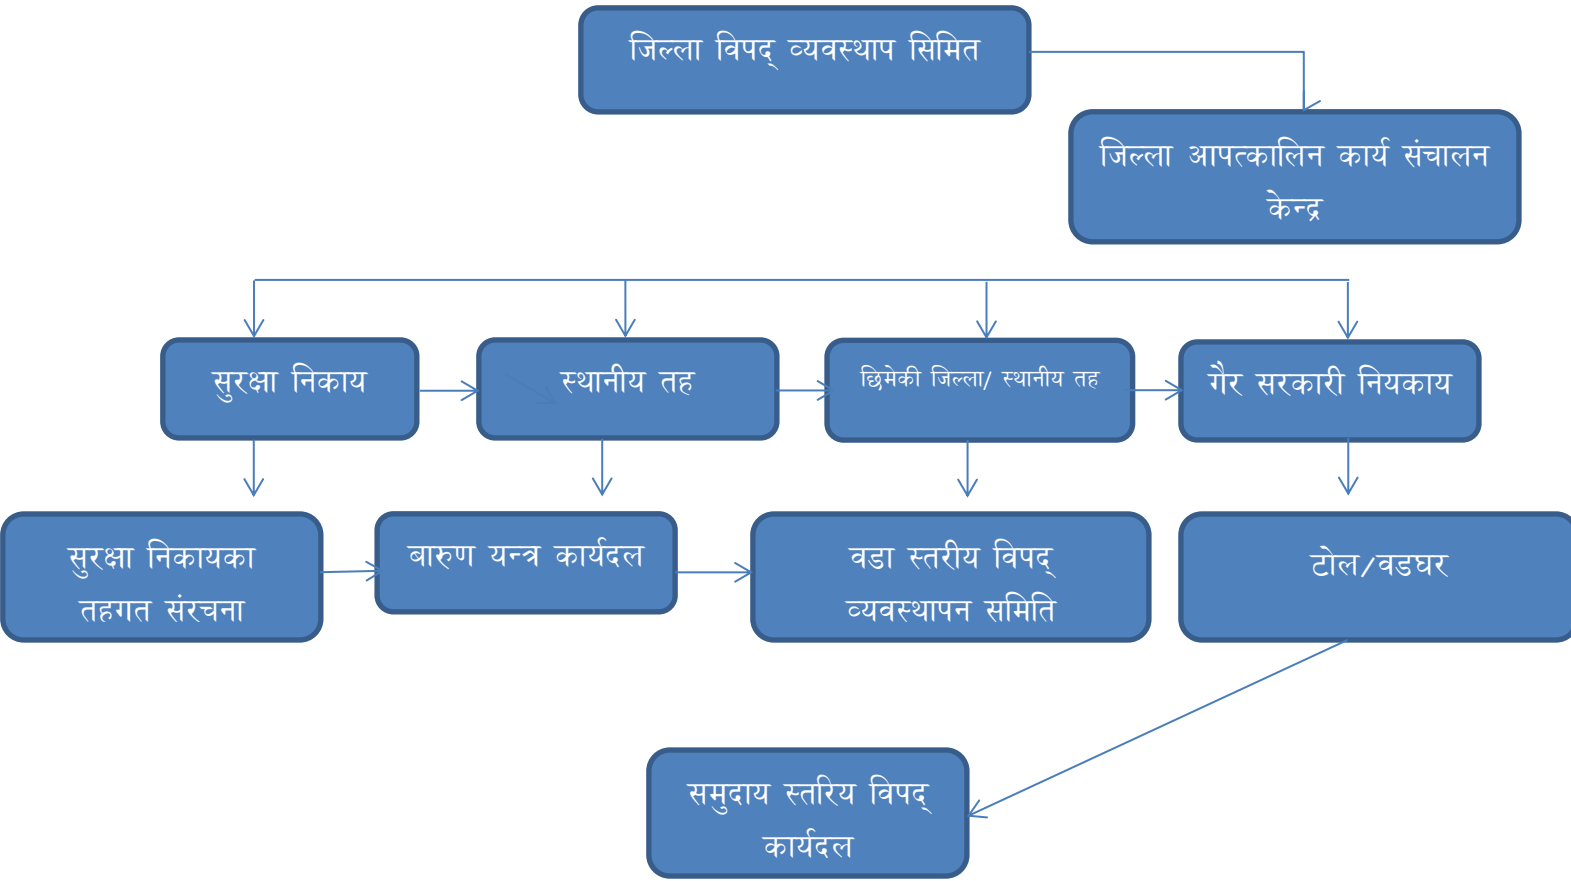 जिल्ला विपद् व्यवस्थाप सिमित
जिल्ला आपत्कालिन कार्य संचालन
केन्द्र
सुरक्षा निकाय
स्थानीय तह
छिमेकी जिल्ला/ स्थानीय तह
गैर सरकारी नियकाय
सुरक्षा निकायका
तहगत संरचना
बारुण यन्त्र कार्यदल
वडा स्तरीय विपद्
व्यवस्थापन समिति
टोल/वडघर
समुदाय स्तरिय विपद्
कार्यदल